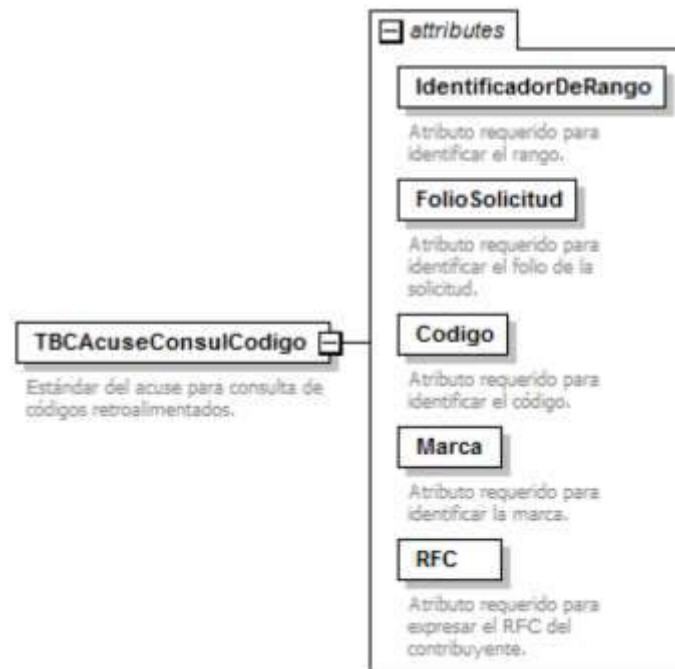 attributes
IdentificadorDeRango
Atributo requerido para
identificar el rango.
FolioSolicitud
Atributo requerido para
identificar el folio de la
solicitud.
TBCAcuseConsulCodigo
Estándar del acuse para consulta de
códigos retroalimentados.
Codigo
Atributo requerido para
identificar el código.
Marca
Atributo requerido para
identificar la marca.
RFC
Atributo requerido para
expresar el RFC del
contribuyente.